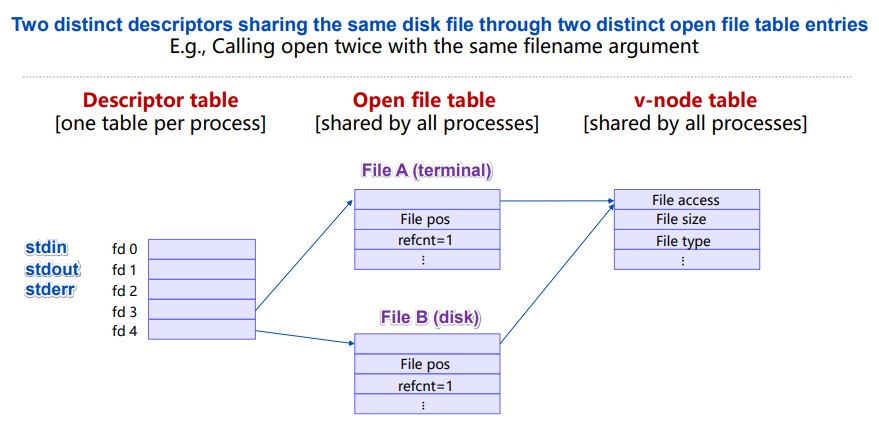 Two distinct descriptors sharing the same disk file through two distinct open file table entries
E.g., Calling open twice with the same filename argument
Descriptor table
[one table per process]
Open file table
[shared by all processes]
v-node table
[shared by all processes]
File A (terminal)
File pos
refcnt=1
⋮
File access
File size
File type
⋮
stdin fd 0
stdout fd 1
stderr fd 2
fd 3
fd 4
File B (disk)
File pos
refcnt=1
⋮